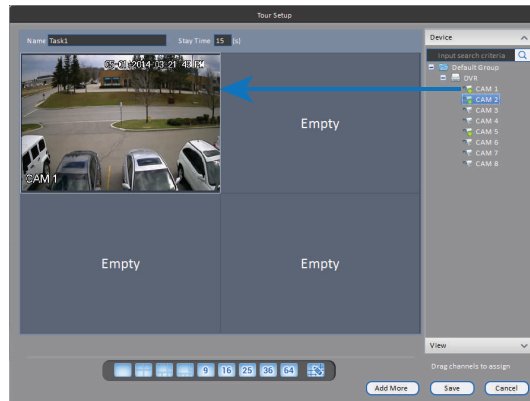 Tour Setup
Name Task1 Stay Time 15 (s)
05-01-2014 03:21:43 PM
CAM 1
Empty
Empty
Empty
Device
Input search criteria
Default Group
DVR
CAM 1
CAM 2
CAM 3
CAM 4
CAM 5
CAM 6
CAM 7
CAM 8
View
Drag channels to assign
9 16 25 36 64
Add More Save Cancel